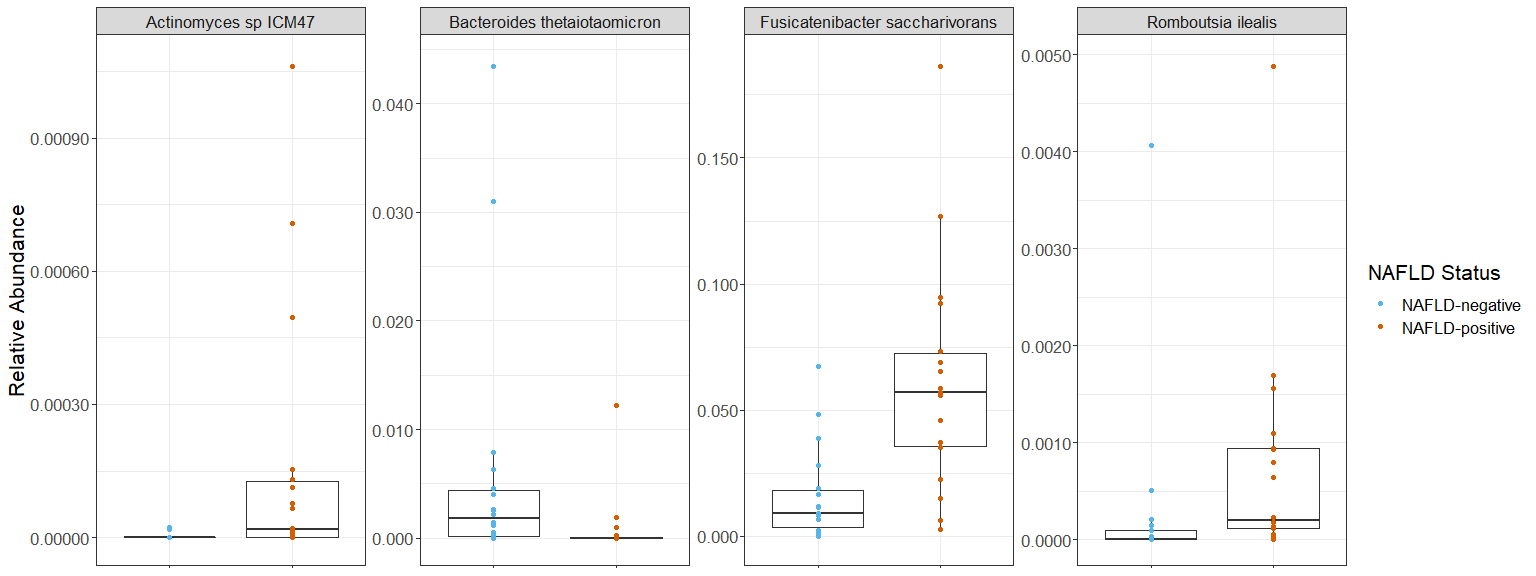 Actinomyces sp ICM47
Bacteroides thetaiotaomicron
Fusicatenibacter saccharivorans
Romboutsia ilealis
Relative Abundance
0.00090
0.00060
0.00030
0.00000
0.040
0.030
0.020
0.010
0.000
0.150
0.100
0.050
0.000
0.0050
0.0040
0.0030
0.0020
0.0010
0.0000
NAFLD Status
NAFLD-negative
NAFLD-positive